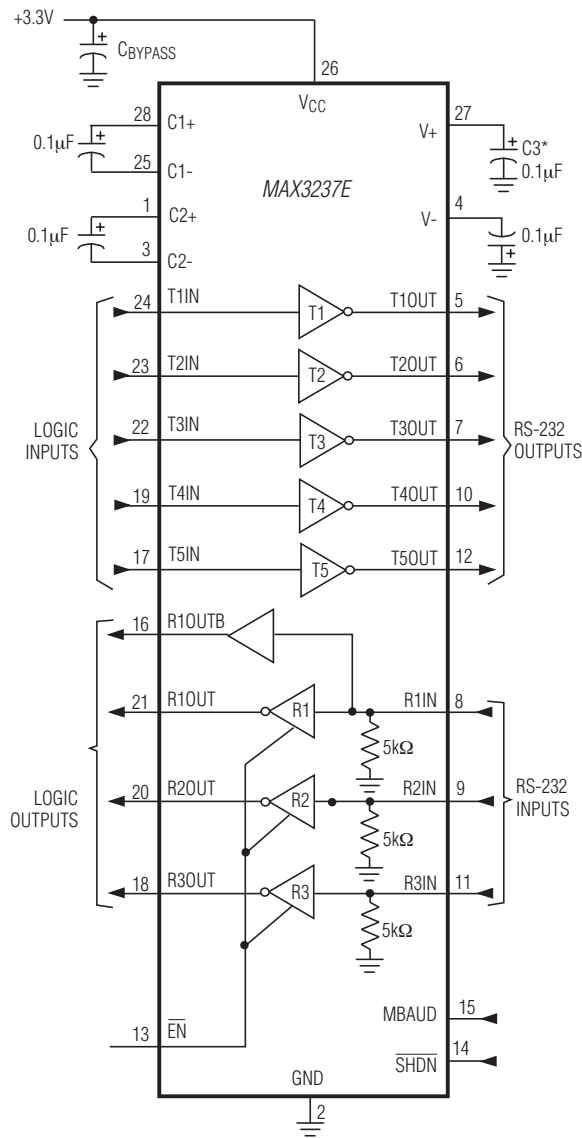 +3.3V
CBYPASS
26
VCC
28 C1+
0.1µF
25 C1-
1 C2+
0.1µF
3 C2-
MAX3237E
27 V+
C3*
0.1µF
4 V-
0.1µF
24 T1IN T1 T1OUT 5
23 T2IN T2 T2OUT 6
LOGIC
INPUTS
22 T3IN T3 T3OUT 7
RS-232
OUTPUTS
19 T4IN T4 T4OUT 10
17 T5IN T5 T5OUT 12
16 R1OUTB
21 R1OUT R1 R1IN 8
5kΩ
20 R2OUT R2 R2IN 9
LOGIC
OUTPUTS
RS-232
INPUTS
5kΩ
18 R3OUT R3 R3IN 11
5kΩ
MBAUD 15
13 E̅N̅
S̅H̅D̅N̅ 14
GND
2